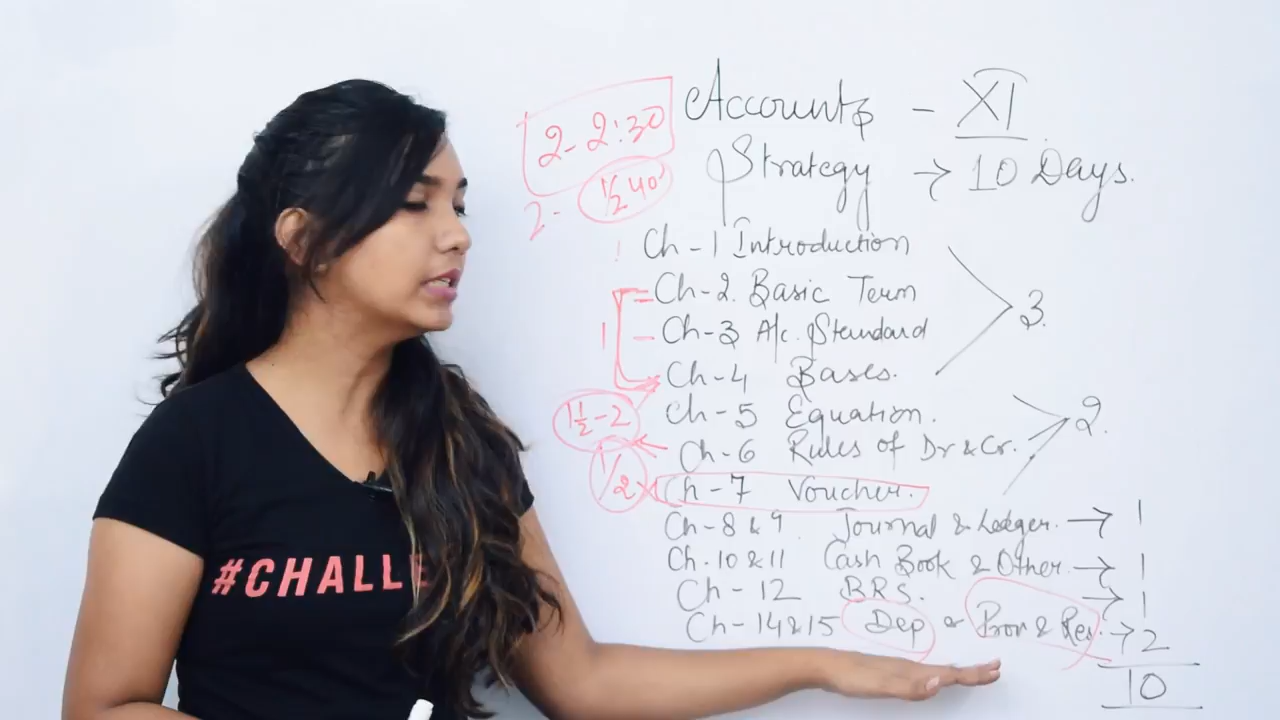 Accounts - XI
Strategy → 10 Days.
2 - 2:30
2 - 1/2 40'
Ch - 1 Introduction
Ch - 2. Basic Term
Ch - 3 A/c. Standard
Ch - 4 Bases.
3.
1
Ch - 5 Equation.
Ch - 6 Rules of Dr & Cr.
Ch - 7 Voucher.
2.
1 1/2 - 2
1/2
Ch - 8 & 9 Journal & Ledger. → 1
Ch. 10 & 11 Cash Book & Other. → 1
Ch - 12 BRS. → 1
Ch - 14 & 15 Dep Prov & Res. → 2
10
#CHALLE